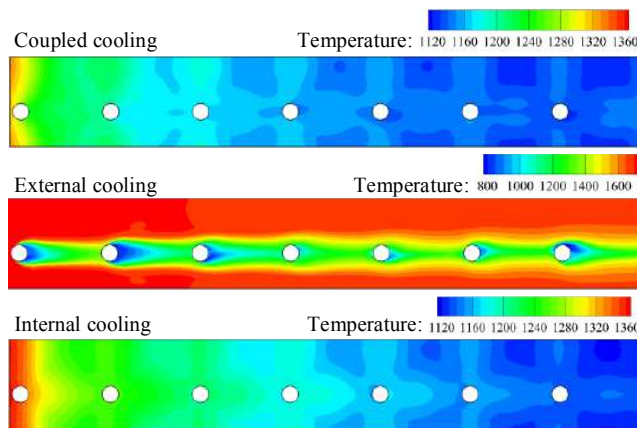 Coupled cooling Temperature: 1120 1160 1200 1240 1280 1320 1360
External cooling Temperature: 800 1000 1200 1400 1600
Internal cooling Temperature: 1120 1160 1200 1240 1280 1320 1360